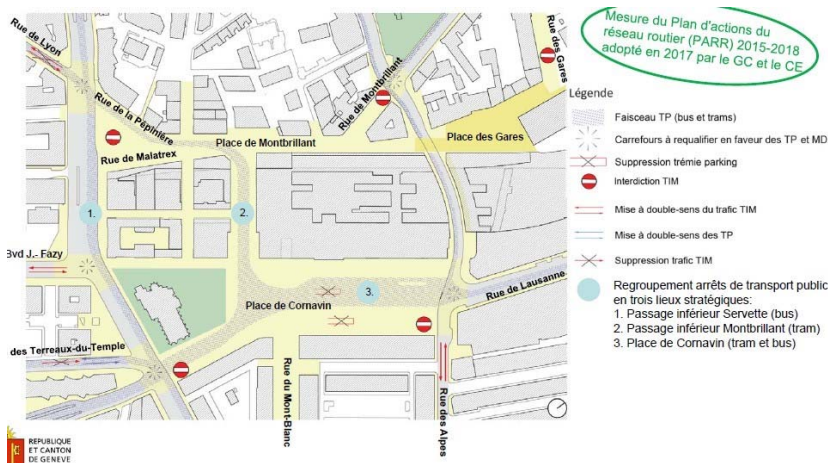 Mesure du Plan d'actions du
réseau routier (PARR) 2015-2018
adopté en 2017 par le GC et le CE
Rue de Lyon
Rue de la Pépinière
Rue de Malatrex
Place de Montbrillant
Rue de Montbrillant
Rue des Gares
Place des Gares
1.
2.
3.
Bvd J.- Fazy
Place de Cornavin
Rue de Lausanne
des Terreaux-du-Temple
Rue du Mont-Blanc
Rue des Alpes
Légende
Faisceau TP (bus et trams)
Carrefours à requalifier en faveur des TP et MD
Suppression trémie parking
Interdiction TIM
Mise à double-sens du trafic TIM
Mise à double-sens des TP
Suppression trafic TIM
Regroupement arrêts de transport public
en trois lieux stratégiques:
1. Passage inférieur Servette (bus)
2. Passage inférieur Montbrillant (tram)
3. Place de Cornavin (tram et bus)
REPUBLIQUE
ET CANTON
DE GENEVE